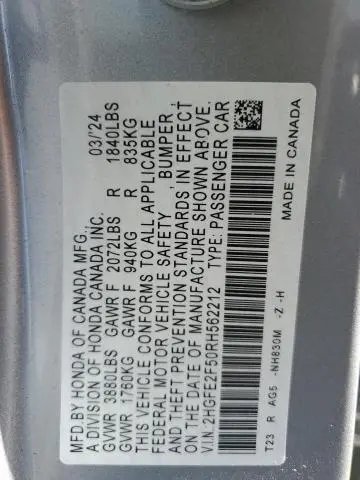 MFD.BY HONDA OF CANADA MFG.,
A DIVISION OF HONDA CANADA INC. 03/24
GVWR 3880LBS GAWR F 2072LBS R 1840LBS
GVWR 1760KG GAWR F 940KG R 835KG
THIS VEHICLE CONFORMS TO ALL APPLICABLE
FEDERAL MOTOR VEHICLE SAFETY , BUMPER ,
AND THEFT PREVENTION STANDARDS IN EFFECT
ON THE DATE OF MANUFACTURE SHOWN ABOVE.
V.I.N. 2HGFE2F50RH562212 TYPE: PASSENGER CAR
T23 R AG5 -NH830M -Z -H
MADE IN CANADA